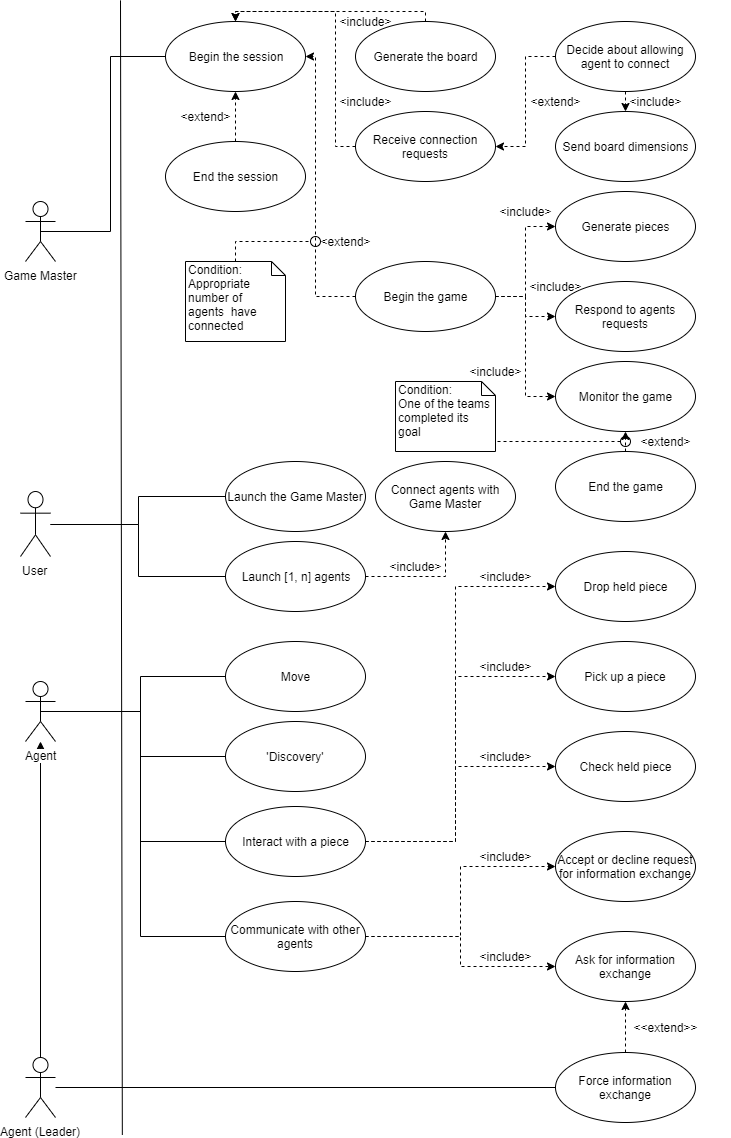 <include>
Begin the session
Generate the board
Decide about allowing
agent to connect
<include>
<extend>
<include>
<extend>
Receive connection
requests
Send board dimensions
End the session
Game Master
<include>
Generate pieces
<extend>
Condition:
Appropriate
number of
agents  have
connected
Begin the game
<include>
Respond to agents
requests
<include>
Monitor the game
Condition:
One of the teams
completed its
goal
<extend>
End the game
Launch the Game Master
Connect agents with
Game Master
User
Launch [1, n] agents
<include>
<include>
Drop held piece
Move
<include>
Pick up a piece
Agent
'Discovery'
<include>
Check held piece
Interact with a piece
<include>
Accept or decline request
for information exchange
Communicate with other
agents
<include>
Ask for information
exchange
<<extend>>
Force information
exchange
Agent (Leader)